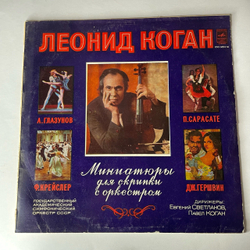 ЛЕОНИД КОГАН
А.ГЛАЗУНОВ
П.САРАСАТЕ
Ф.КРЕЙСЛЕР
ДЖ.ГЕРШВИН
Миниатюры
для скрипки
с оркестром
ГОСУДАРСТВЕННЫЙ
АКАДЕМИЧЕСКИЙ
СИМФОНИЧЕСКИЙ
ОРКЕСТР СССР
ДИРИЖЕРЫ:
Евгений СВЕТЛАНОВ,
Павел КОГАН